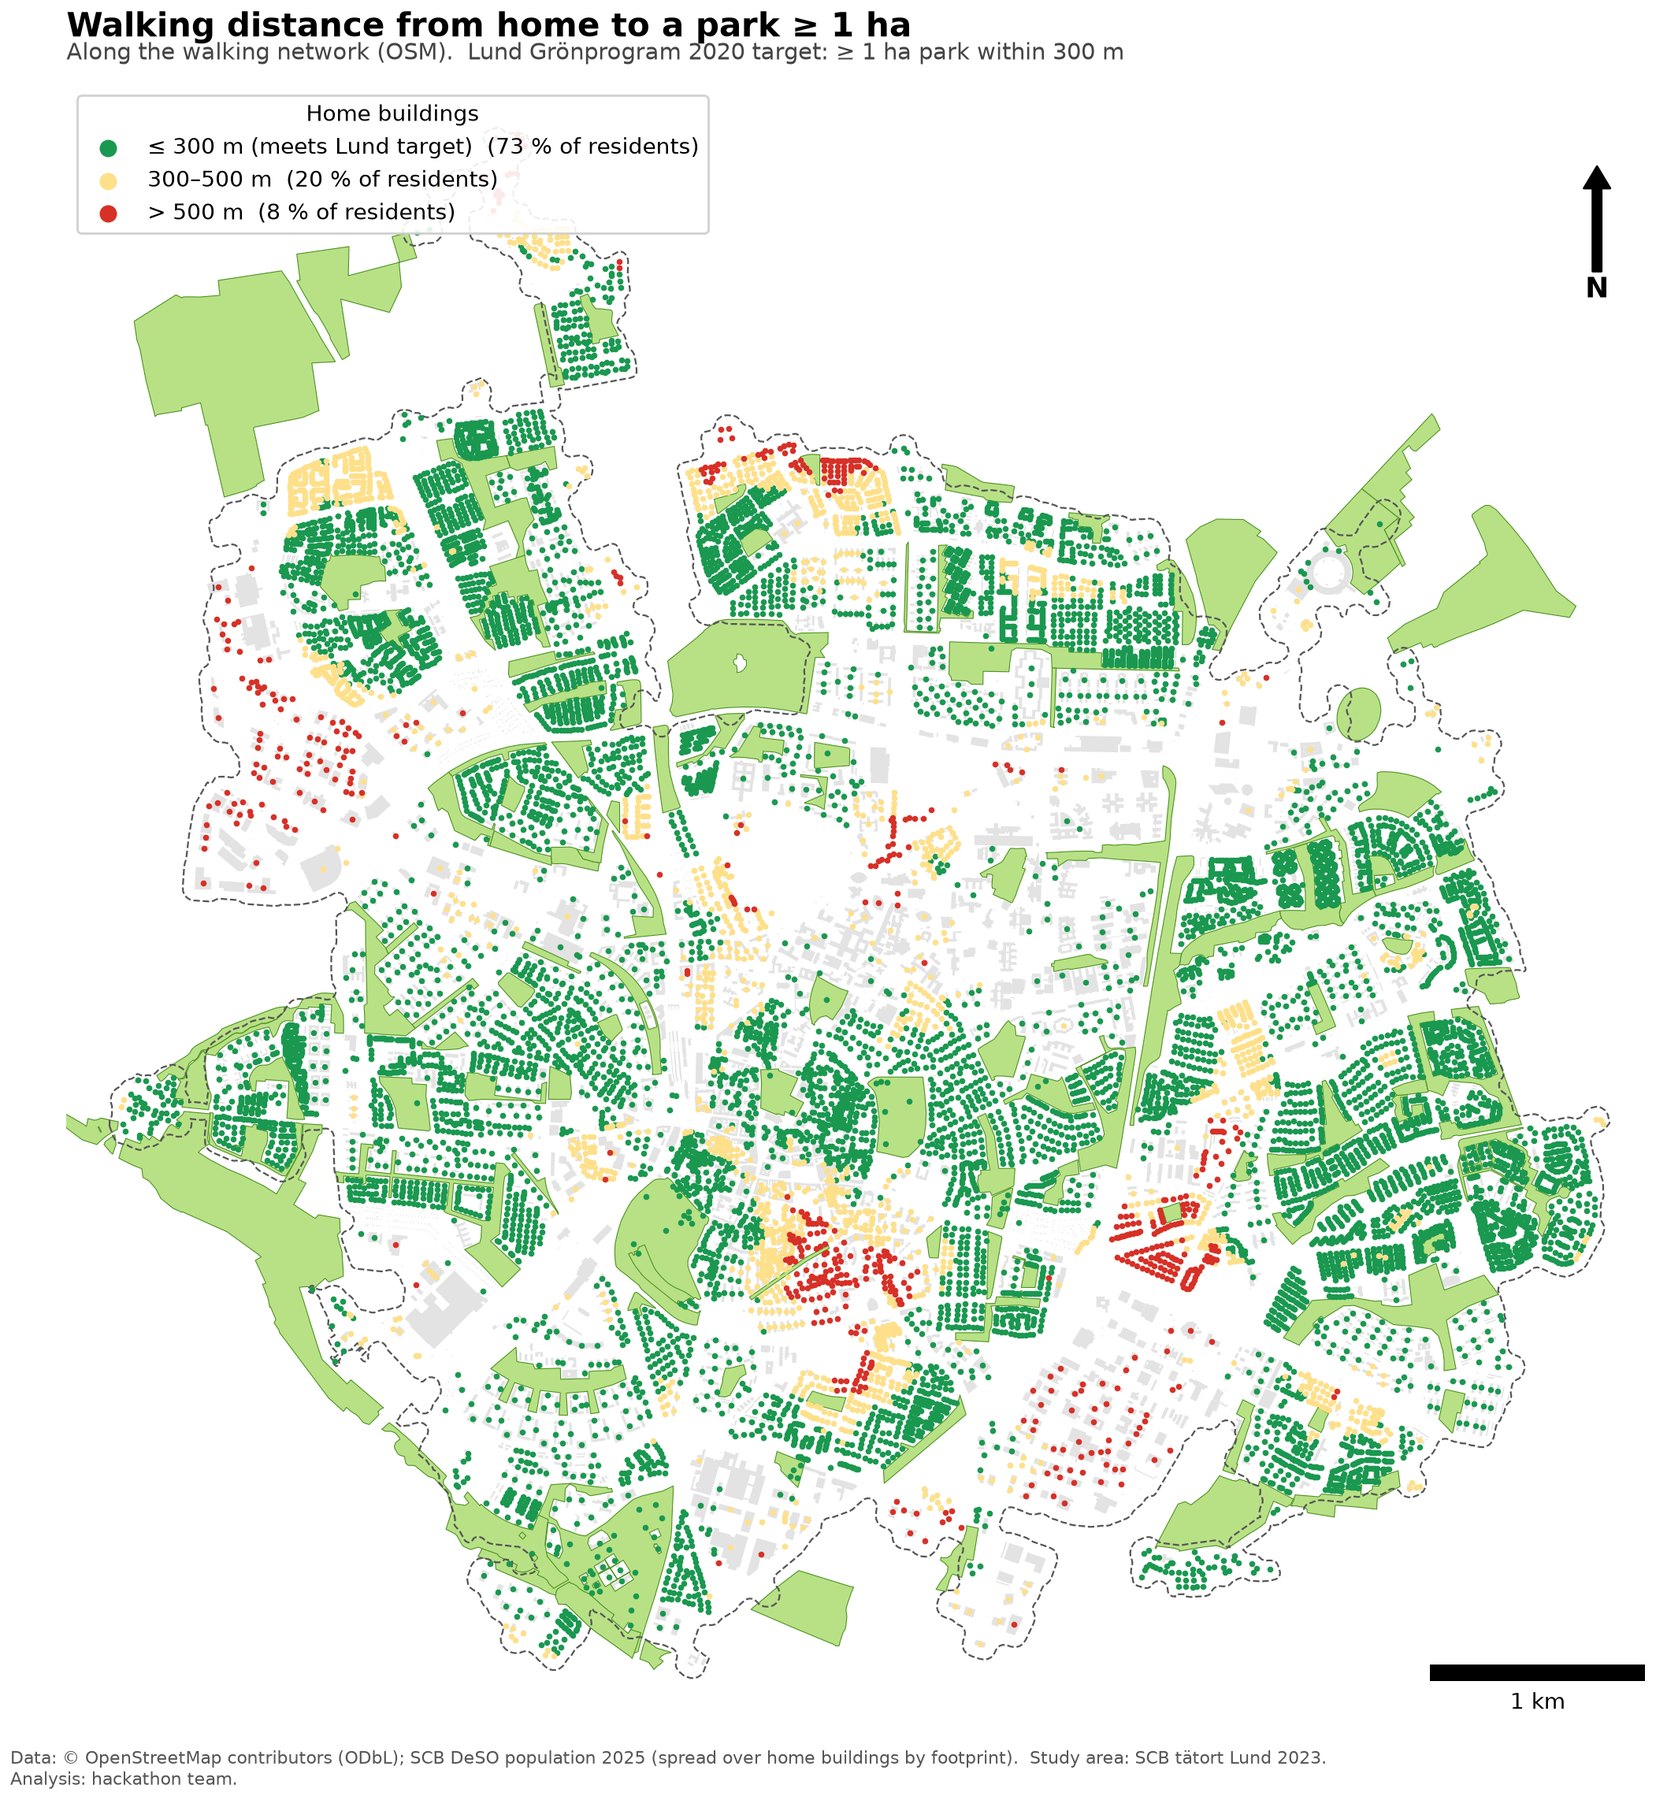 Walking distance from home to a park ≥ 1 ha
Along the walking network (OSM).  Lund Grönprogram 2020 target: ≥ 1 ha park within 300 m
Home buildings
≤ 300 m (meets Lund target)  (73 % of residents)
300–500 m  (20 % of residents)
> 500 m  (8 % of residents)
N
1 km
Data: © OpenStreetMap contributors (ODbL); SCB DeSO population 2025 (spread over home buildings by footprint).  Study area: SCB tätort Lund 2023.
Analysis: hackathon team.